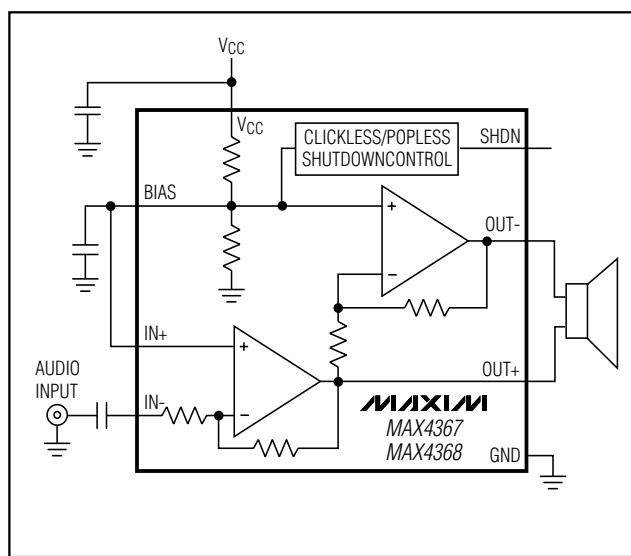 VCC
VCC
CLICKLESS/POPLESS
SHUTDOWNCONTROL
SHDN
BIAS
+
OUT-
−
IN+
+
AUDIO
INPUT
IN-
−
OUT+
MAXIM
MAX4367
MAX4368
GND